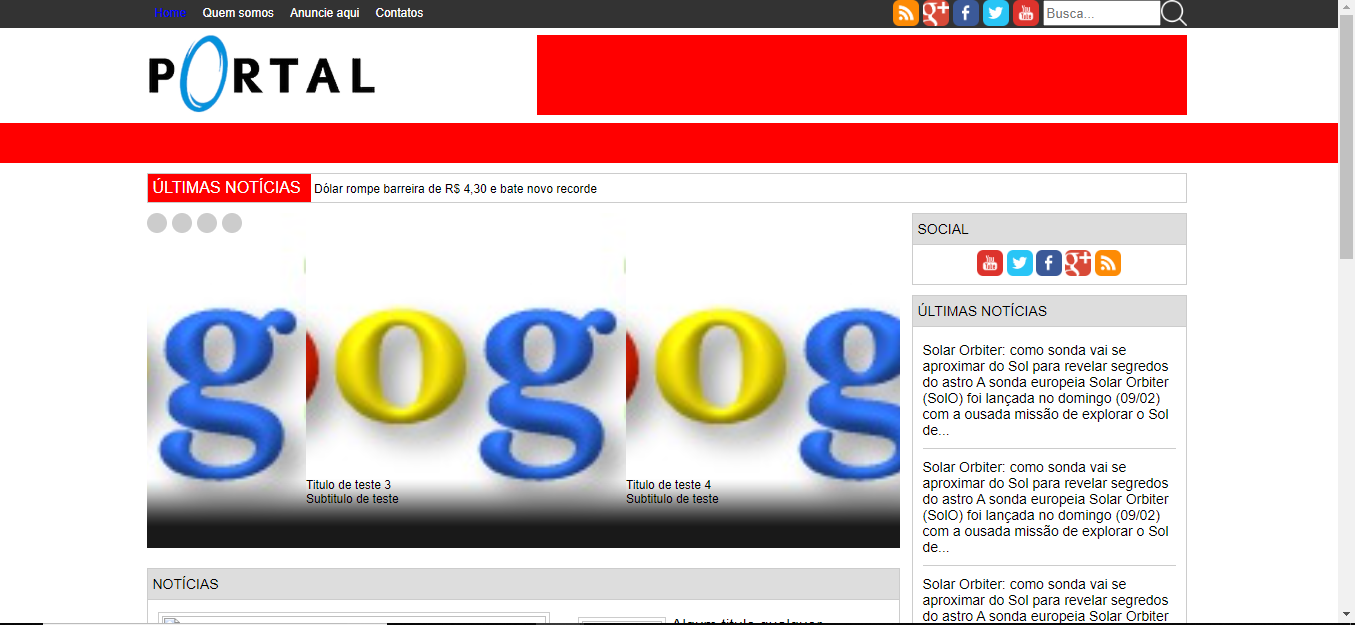 Home Quem somos Anuncie aqui Contatos
Busca...
PORTAL
ÚLTIMAS NOTÍCIAS Dólar rompe barreira de R$ 4,30 e bate novo recorde
g o g o g
Titulo de teste 3
Subtitulo de teste
Titulo de teste 4
Subtitulo de teste
SOCIAL
ÚLTIMAS NOTÍCIAS
Solar Orbiter: como sonda vai se
aproximar do Sol para revelar segredos
do astro A sonda europeia Solar Orbiter
(SolO) foi lançada no domingo (09/02)
com a ousada missão de explorar o Sol
de...
Solar Orbiter: como sonda vai se
aproximar do Sol para revelar segredos
do astro A sonda europeia Solar Orbiter
(SolO) foi lançada no domingo (09/02)
com a ousada missão de explorar o Sol
de...
Solar Orbiter: como sonda vai se
aproximar do Sol para revelar segredos
do astro A sonda europeia Solar Orbiter
NOTÍCIAS
Algum titulo qualquer